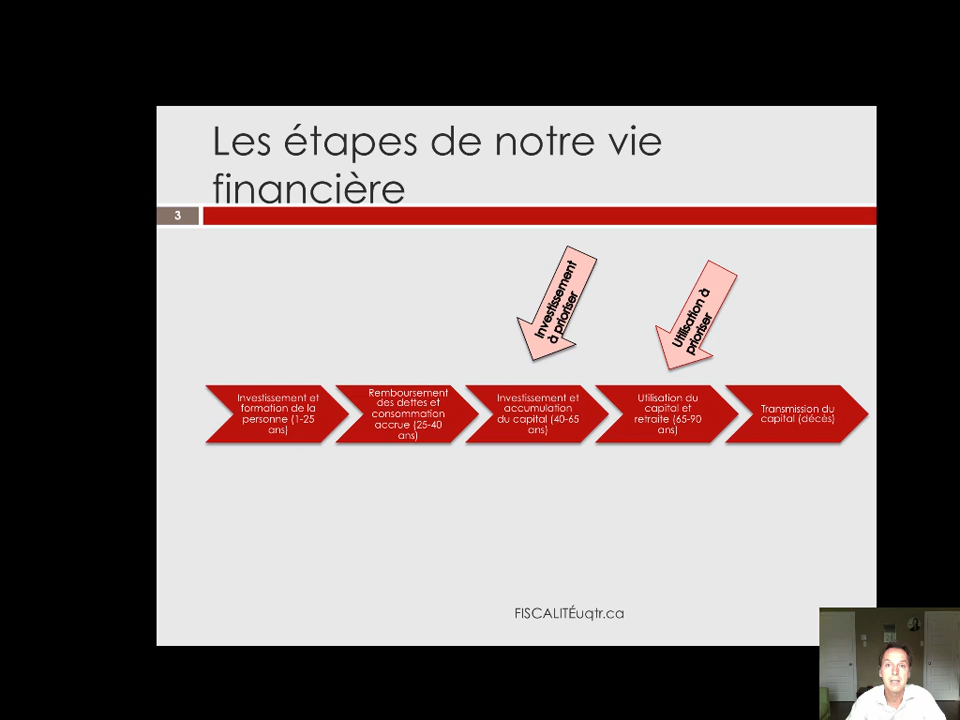 Les étapes de notre vie
financière
3
Investissement
à prioriser
Utilisation à
prioriser
Investissement et
formation de la
personne (1-25
ans)
Remboursement
des dettes et
consommation
accrue (25-40
ans)
Investissement et
accumulation
du capital (40-65
ans)
Utilisation du
capital et
retraite (65-90
ans)
Transmission du
capital (décès)
FISCALITÉuqtr.ca